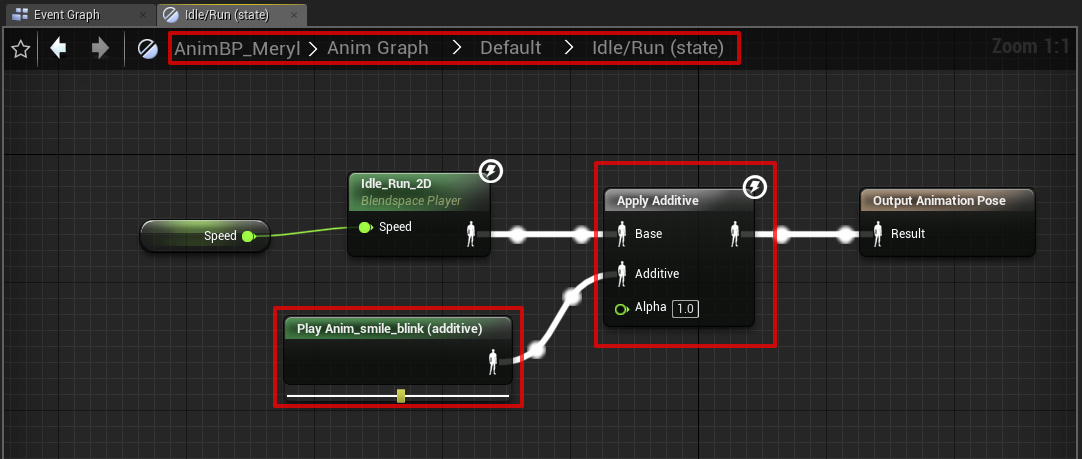 Event Graph
Idle/Run (state)
AnimBP_Meryl > Anim Graph > Default > Idle/Run (state)
Zoom 1:1
Idle_Run_2D
Blendspace Player
Speed
Speed
Apply Additive
Base
Additive
Alpha 1.0
Output Animation Pose
Result
Play Anim_smile_blink (additive)